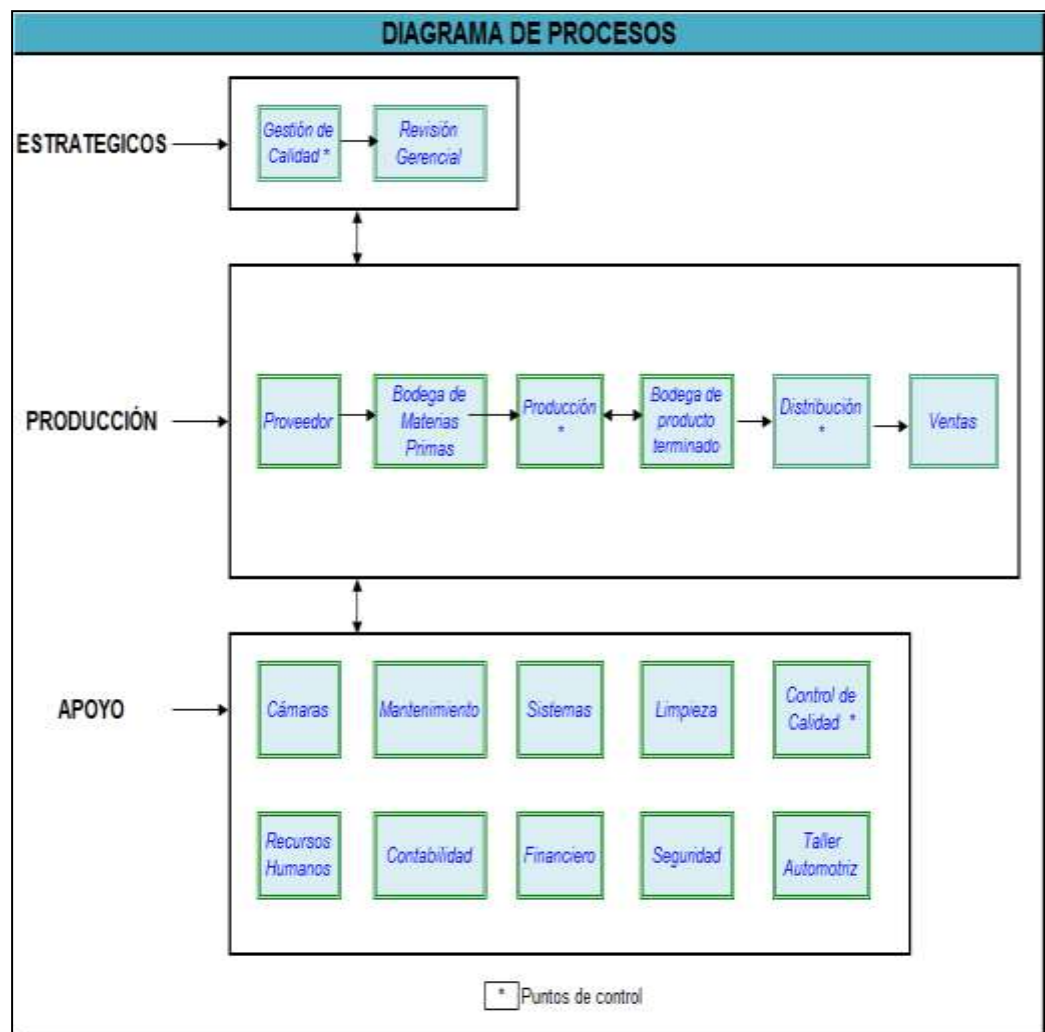 DIAGRAMA DE PROCESOS
ESTRATEGICOS
Gestión de
Calidad *
Revisión
Gerencial
PRODUCCIÓN
Proveedor
Bodega de
Materias
Primas
Producción
*
Bodega de
producto
terminado
Distribución
*
Ventas
APOYO
Cámaras
Mantenimiento
Sistemas
Limpieza
Control de
Calidad *
Recursos
Humanos
Contabilidad
Financiero
Seguridad
Taller
Automotriz
* Puntos de control